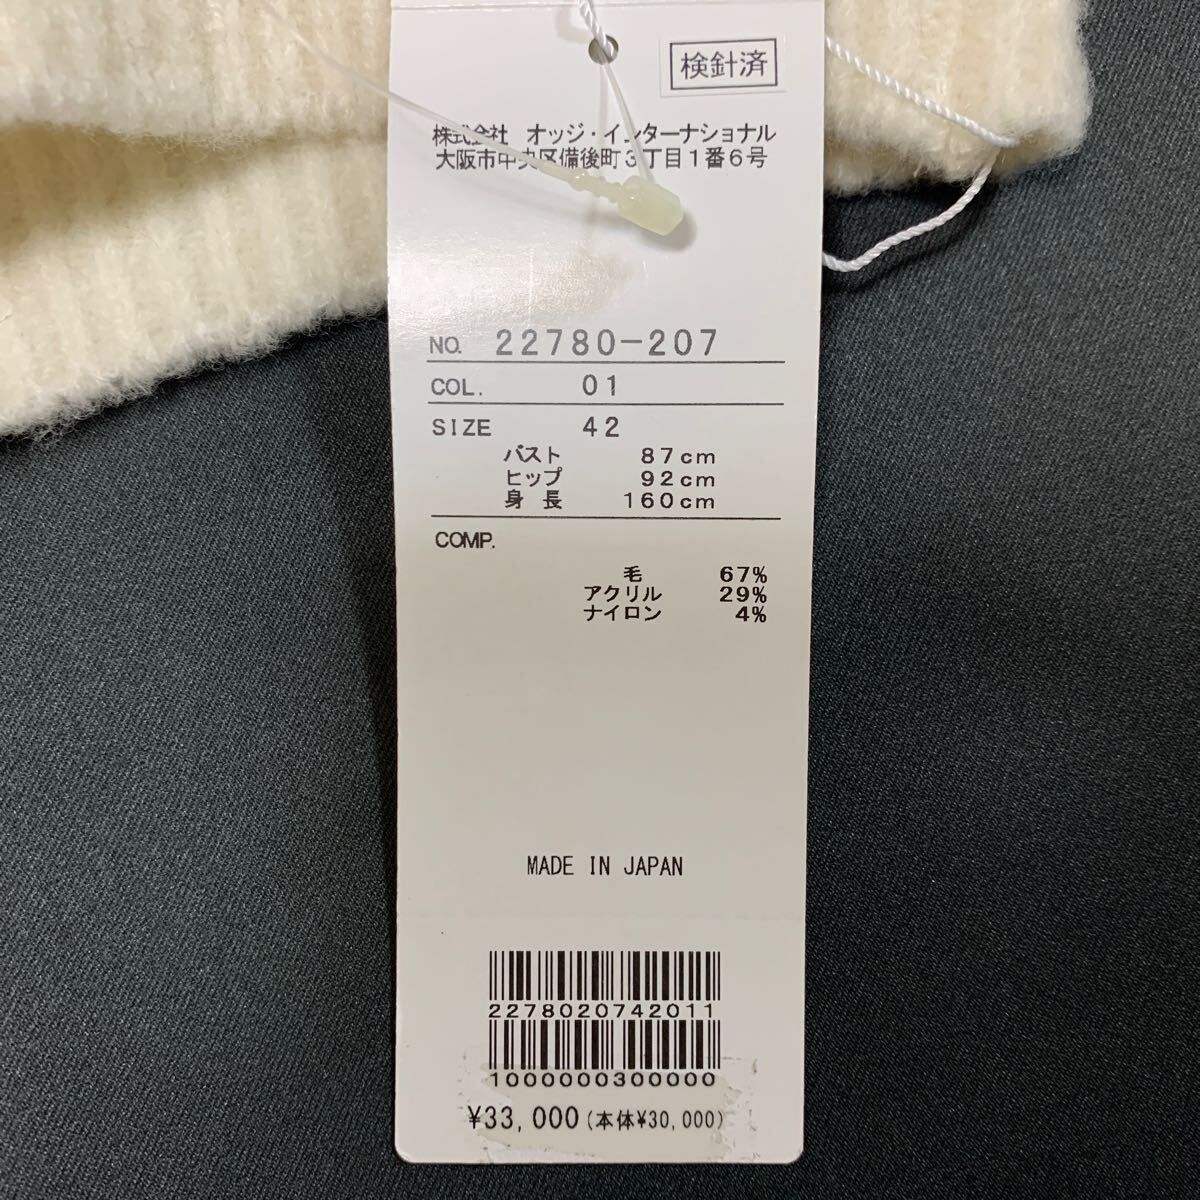 検針済
株式会社 オッジ・インターナショナル
大阪市中央区備後町3丁目1番6号
NO. 22780-207
COL. 01
SIZE 42
バスト 87cm
ヒップ 92cm
身長 160cm
COMP.
毛 67%
アクリル 29%
ナイロン 4%
MADE IN JAPAN
2278020742011
1000000300000
¥33,000(本体¥30,000)